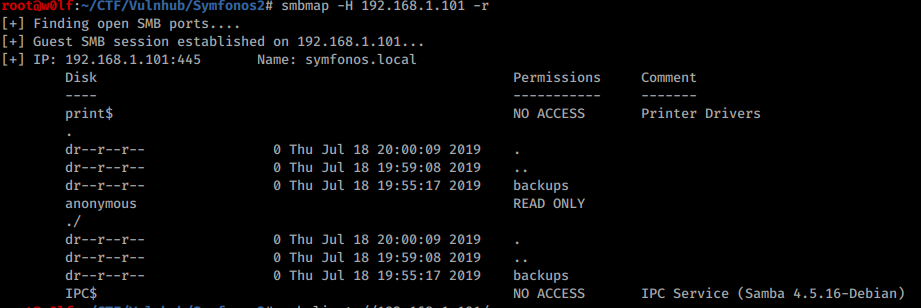 root@w0lf:~/CTF/Vulnhub/Symfonos2# smbmap -H 192.168.1.101 -r
[+] Finding open SMB ports....
[+] Guest SMB session established on 192.168.1.101...
[+] IP: 192.168.1.101:445 Name: symfonos.local
Disk Permissions Comment
---- ----------- -------
print$ NO ACCESS Printer Drivers
.
dr--r--r-- 0 Thu Jul 18 20:00:09 2019 .
dr--r--r-- 0 Thu Jul 18 19:59:08 2019 ..
dr--r--r-- 0 Thu Jul 18 19:55:17 2019 backups
anonymous READ ONLY
./
dr--r--r-- 0 Thu Jul 18 20:00:09 2019 .
dr--r--r-- 0 Thu Jul 18 19:59:08 2019 ..
dr--r--r-- 0 Thu Jul 18 19:55:17 2019 backups
IPC$ NO ACCESS IPC Service (Samba 4.5.16-Debian)